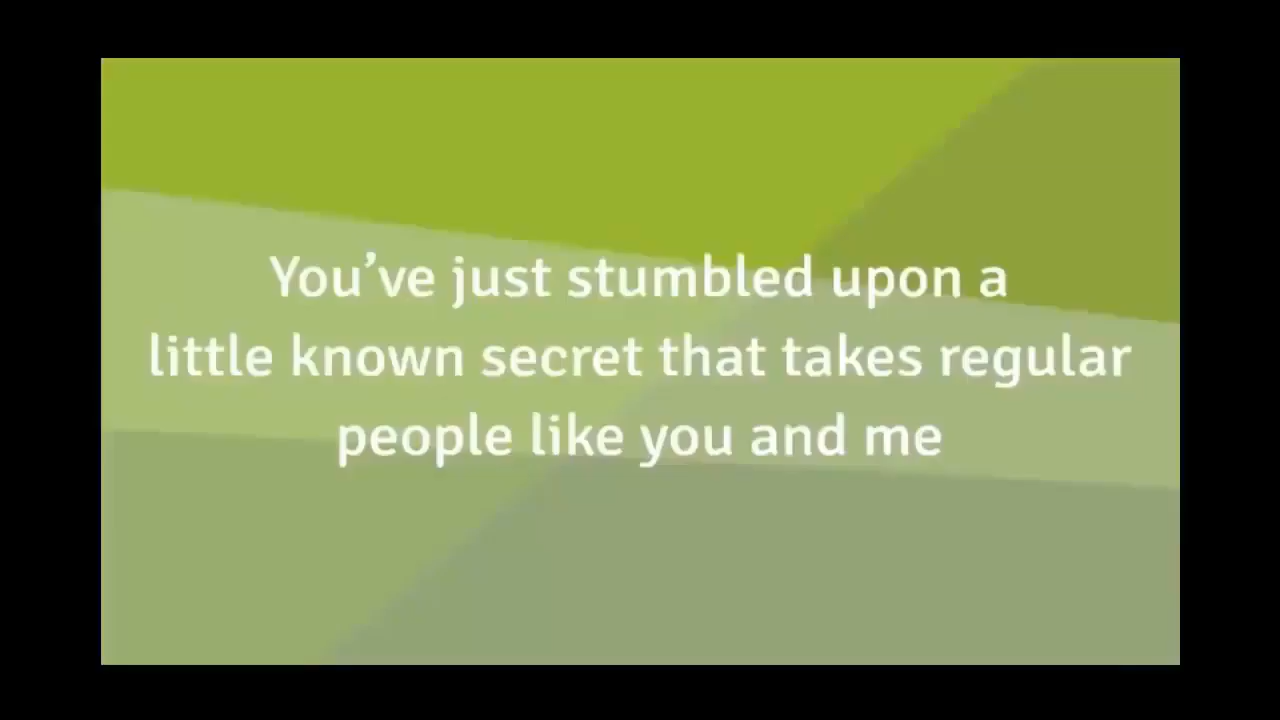 You’ve just stumbled upon a
little known secret that takes regular
people like you and me